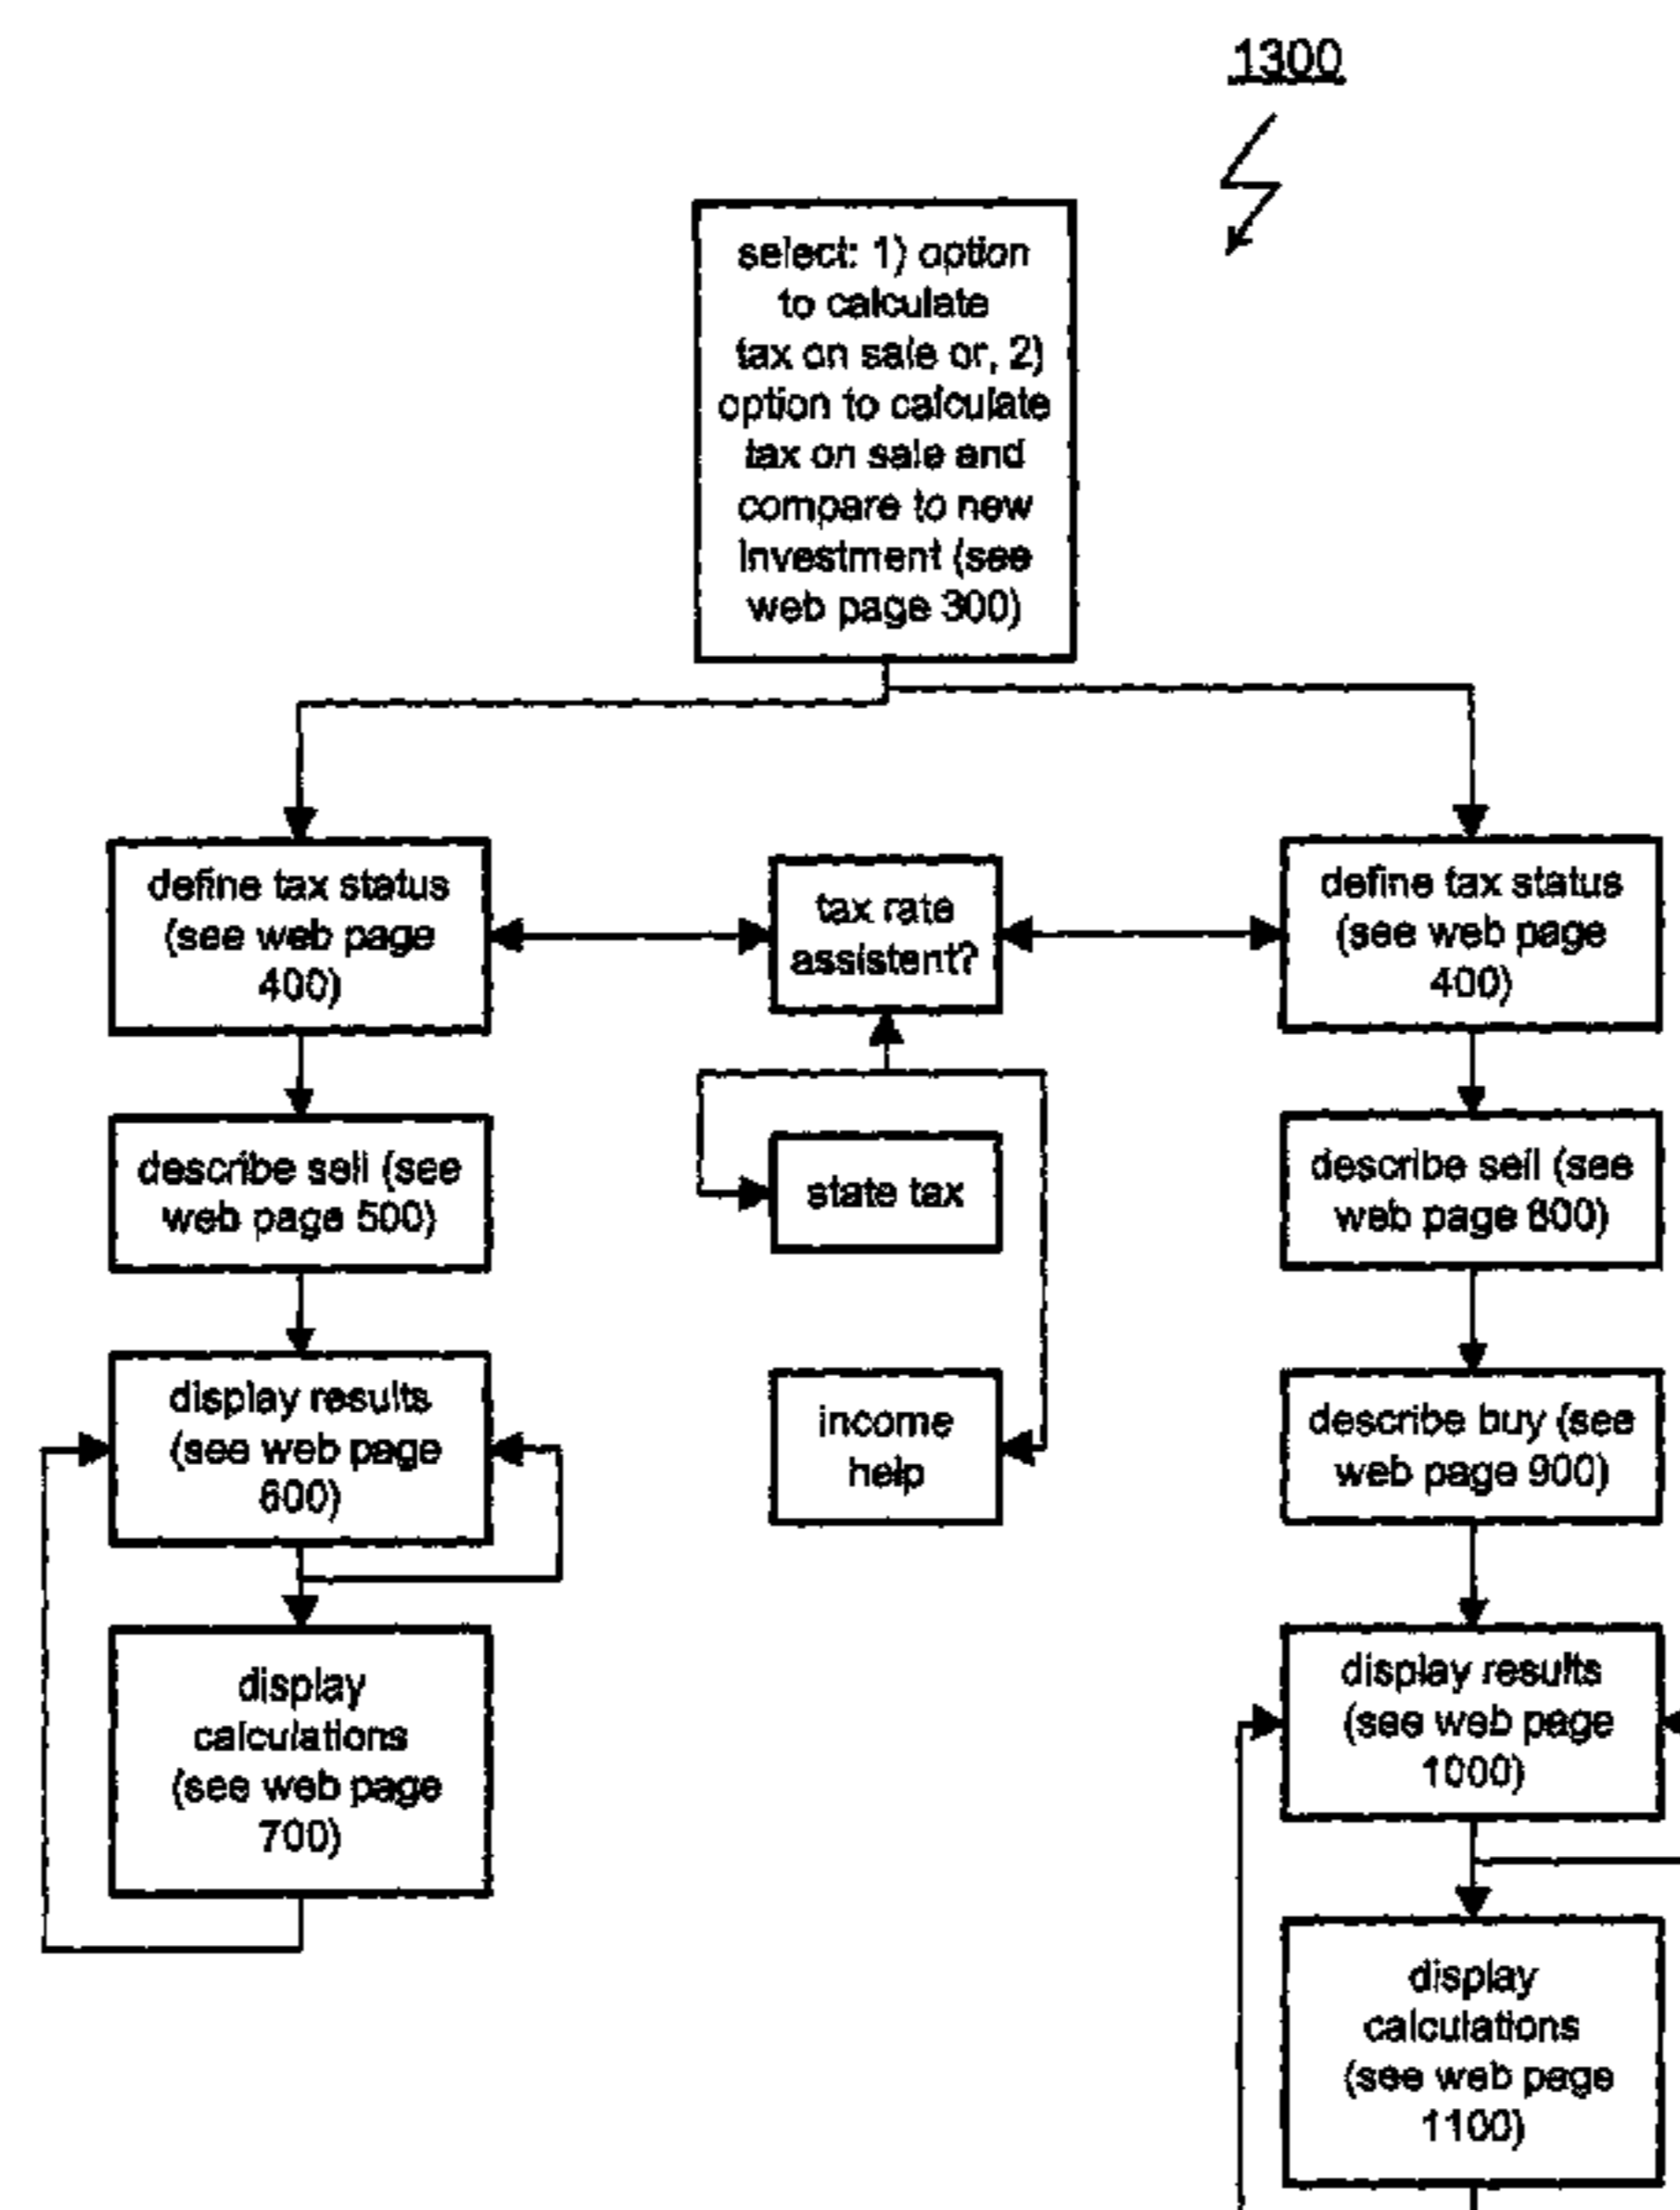 1300
select: 1) option
to calculate
tax on sale or, 2)
option to calculate
tax on sale and
compare to new
investment (see
web page 300)
define tax status
(see web page
400)
tax rate
assistent?
define tax status
(see web page
400)
describe sell (see
web page 500)
state tax
describe sell (see
web page 800)
display results
(see web page
600)
income
help
describe buy (see
web page 900)
display
calculations
(see web page
700)
display results
(see web page
1000)
display
calculations
(see web page
1100)